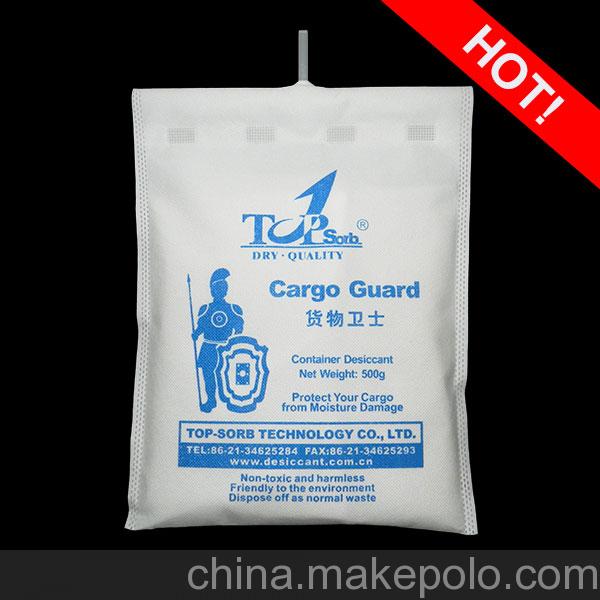 HOT!
TOP Sorb ®
DRY · QUALITY
Cargo Guard
货物卫士
Container Desiccant
Net Weight: 500g
Protect Your Cargo
from Moisture Damage
TOP-SORB TECHNOLOGY CO., LTD.
TEL:86-21-34625284 FAX:86-21-34625293
www.desiccant.com.cn
Non-toxic and harmless
Friendly to the environment
Dispose off as normal waste
china.makepolo.com